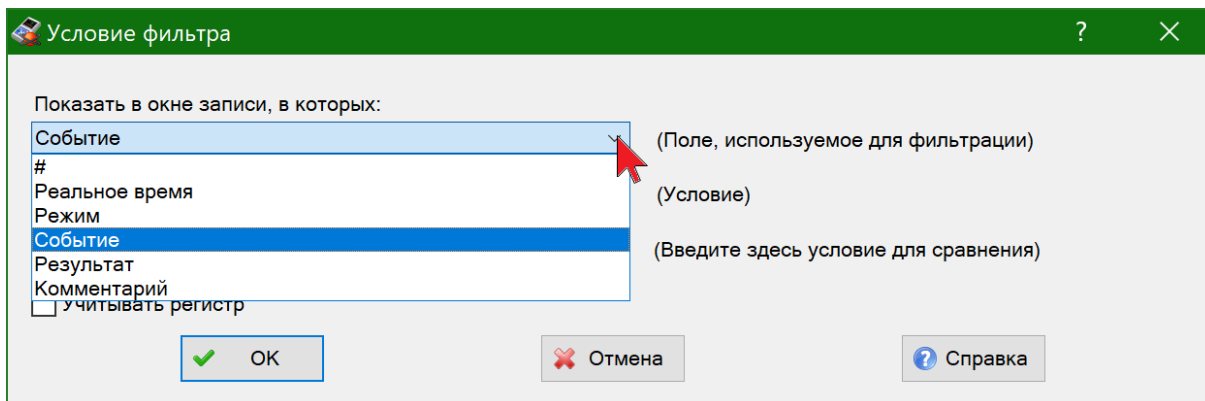 Условие фильтра ?
Показать в окне записи, в которых:
Событие (Поле, используемое для фильтрации)
#
Реальное время (Условие)
Режим
Событие (Введите здесь условие для сравнения)
Результат
Комментарий
Учитывать регистр
OK Отмена ? Справка